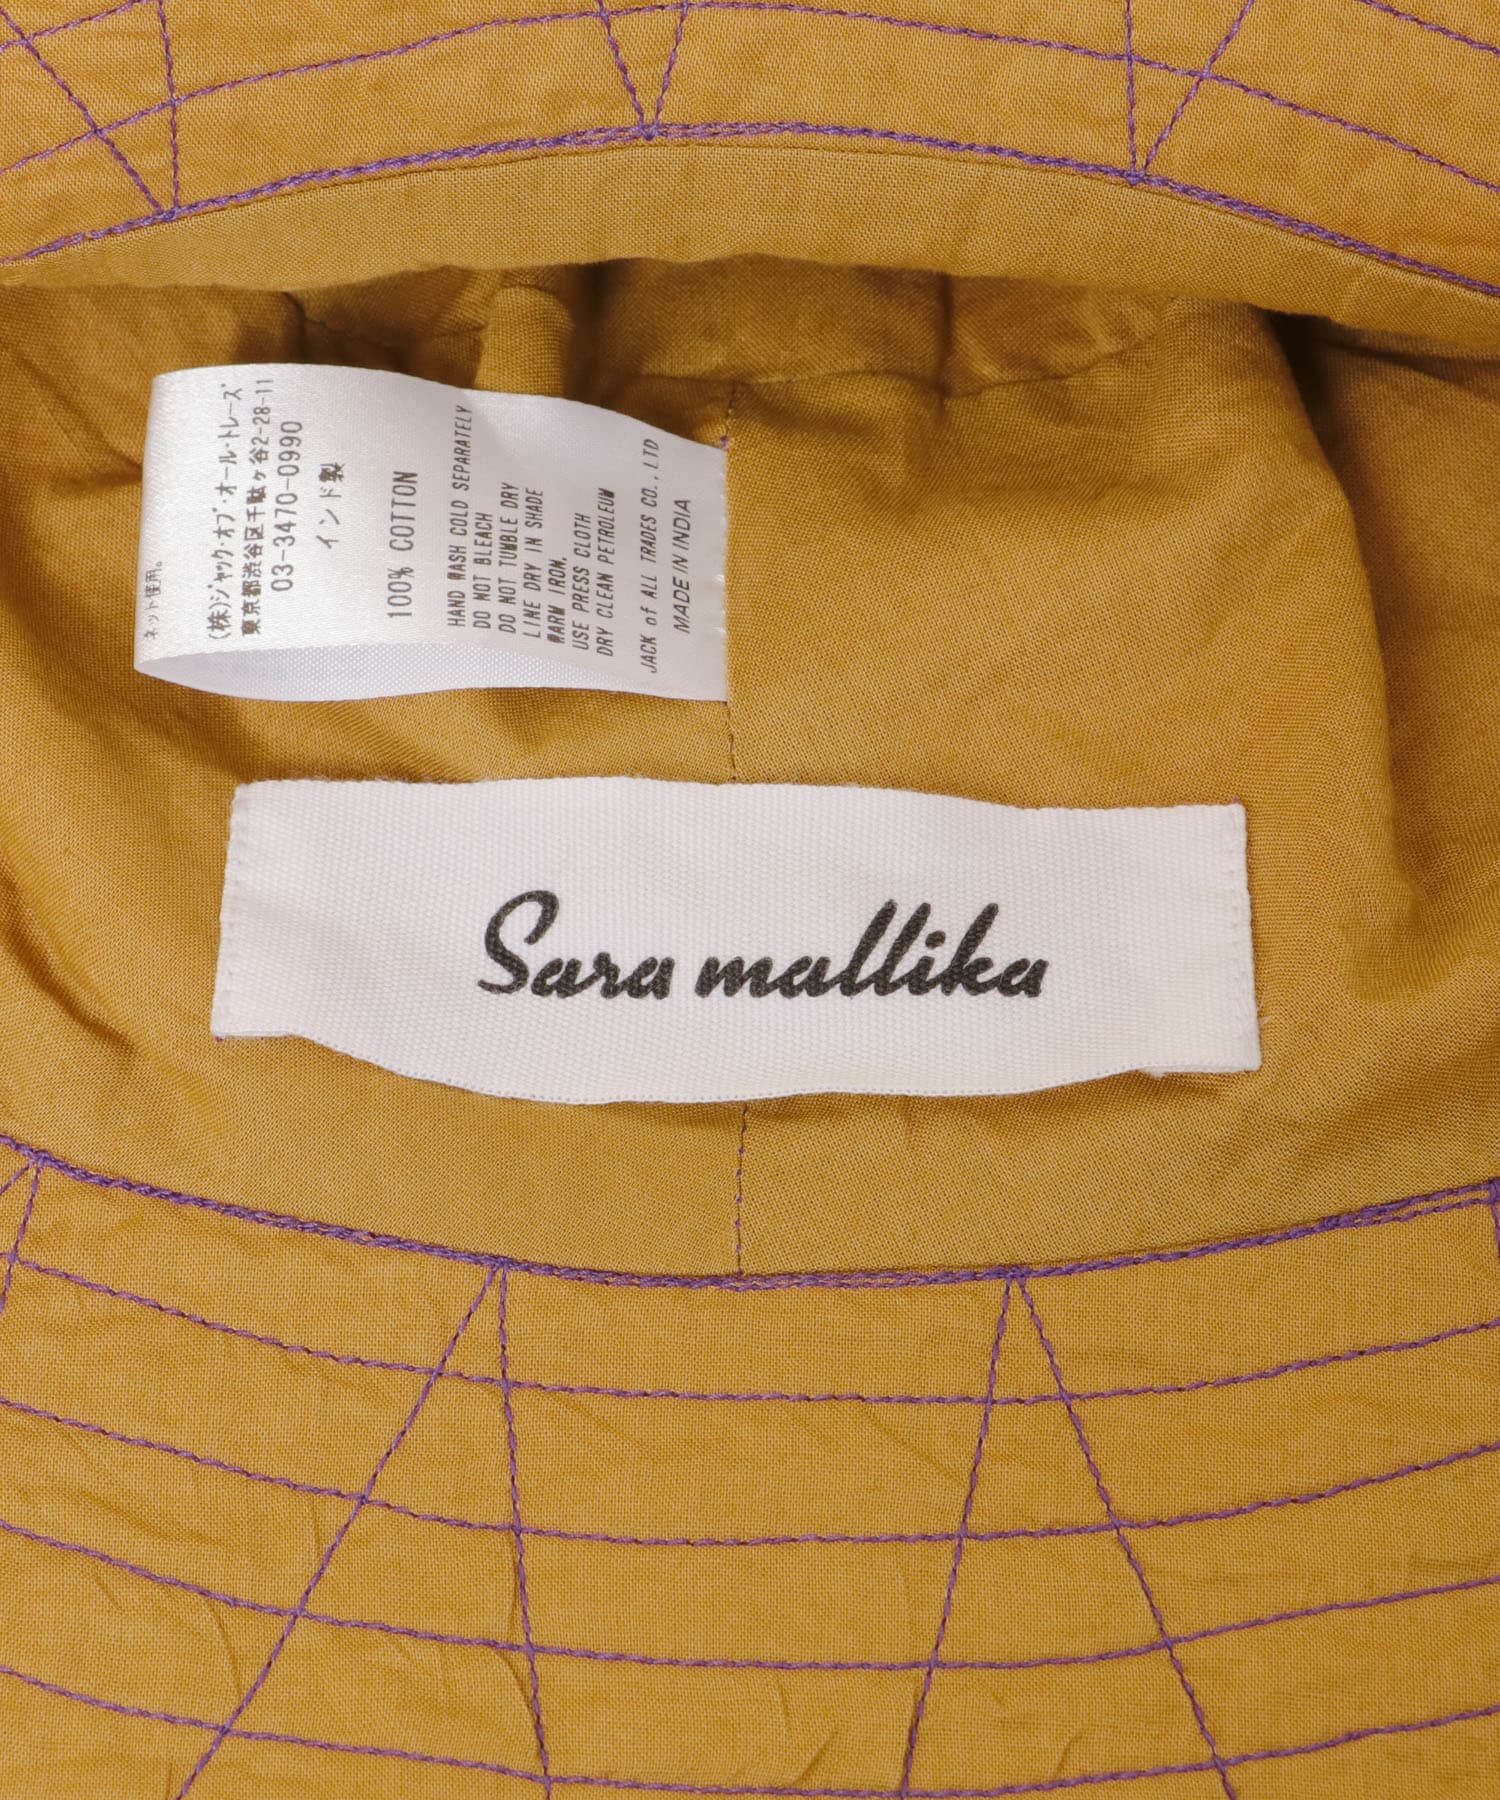 ネット使用。
(株)ジャック・オブ・オール・トレーズ
東京都渋谷区千駄ヶ谷2-28-11
03-3470-0990
インド製
100% COTTON
HAND WASH COLD SEPARATELY
DO NOT BLEACH
DO NOT TUMBLE DRY
LINE DRY IN SHADE
WARM IRON,
USE PRESS CLOTH
DRY CLEAN PETROLEUM
JACK of ALL TRADES CO., LTD
MADE IN INDIA
Sara mallika